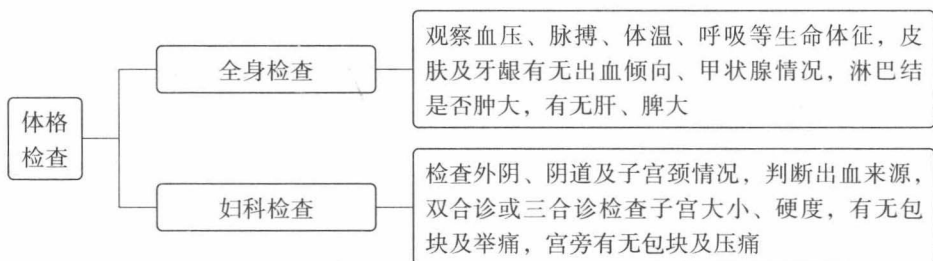 体格
检查
全身检查
观察血压、脉搏、体温、呼吸等生命体征，皮
肤及牙龈有无出血倾向、甲状腺情况，淋巴结
是否肿大，有无肝、脾大
妇科检查
检查外阴、阴道及子宫颈情况，判断出血来源，
双合诊或三合诊检查子宫大小、硬度，有无包
块及举痛，宫旁有无包块及压痛